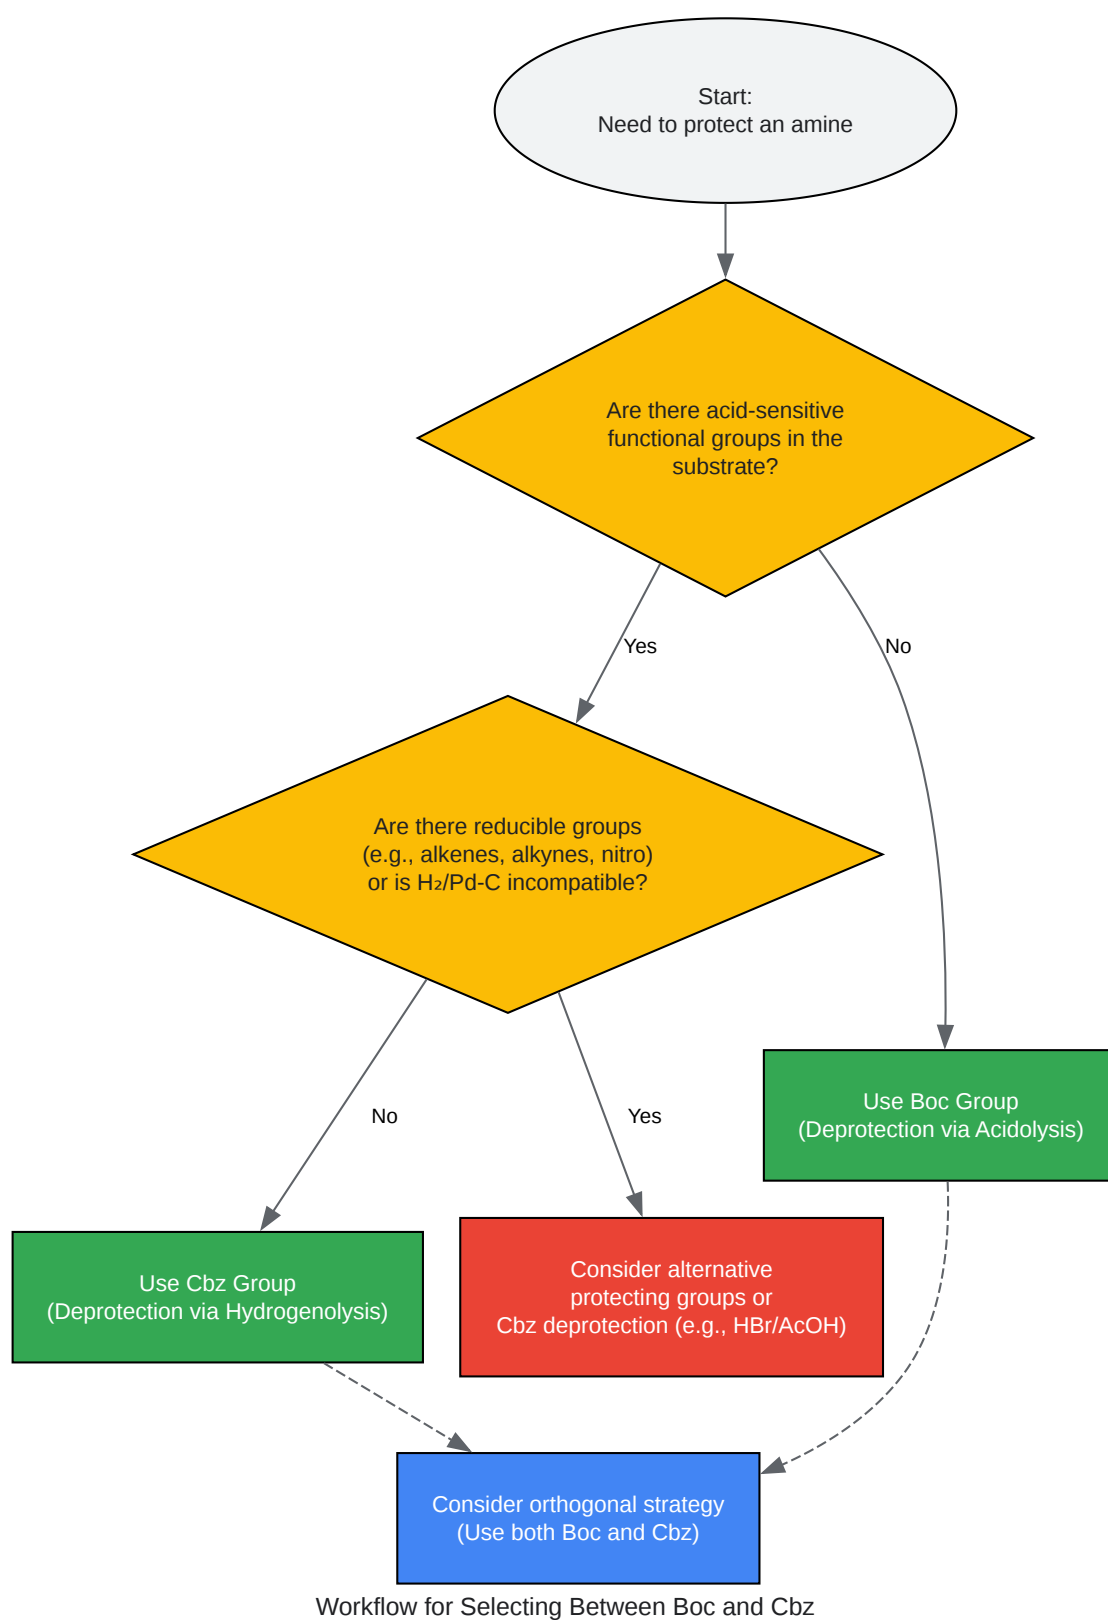 Start:
Need to protect an amine
Are there acid-sensitive
functional groups in the
substrate?
Yes
No
Are there reducible groups
(e.g., alkenes, alkynes, nitro)
or is H₂/Pd-C incompatible?
No
Yes
Use Boc Group
(Deprotection via Acidolysis)
Use Cbz Group
(Deprotection via Hydrogenolysis)
Consider alternative
protecting groups or
Cbz deprotection (e.g., HBr/AcOH)
Consider orthogonal strategy
(Use both Boc and Cbz)
Workflow for Selecting Between Boc and Cbz